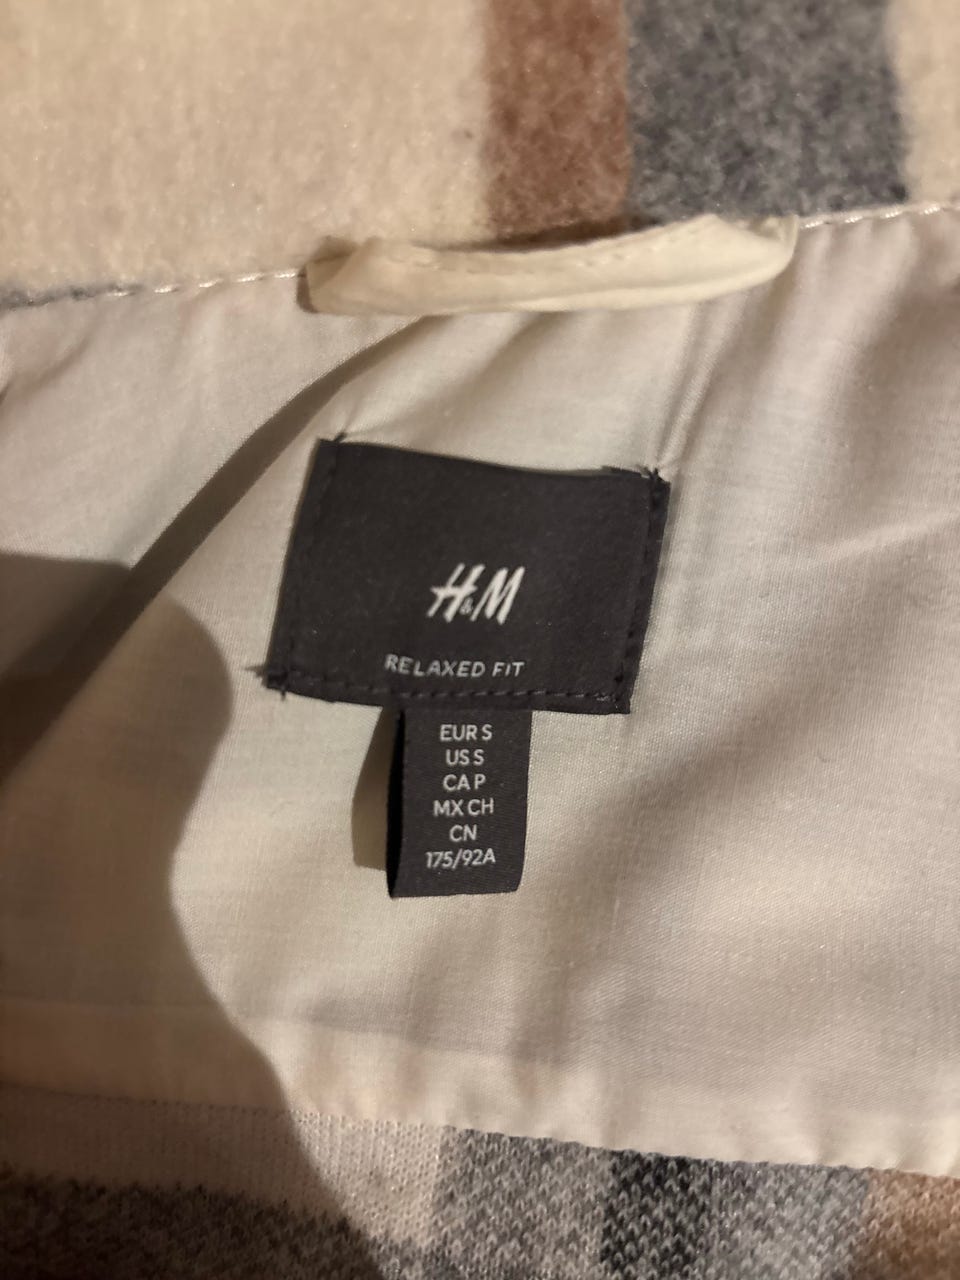 H&M
RELAXED FIT
EUR S
US S
CA P
MX CH
CN
175/92A